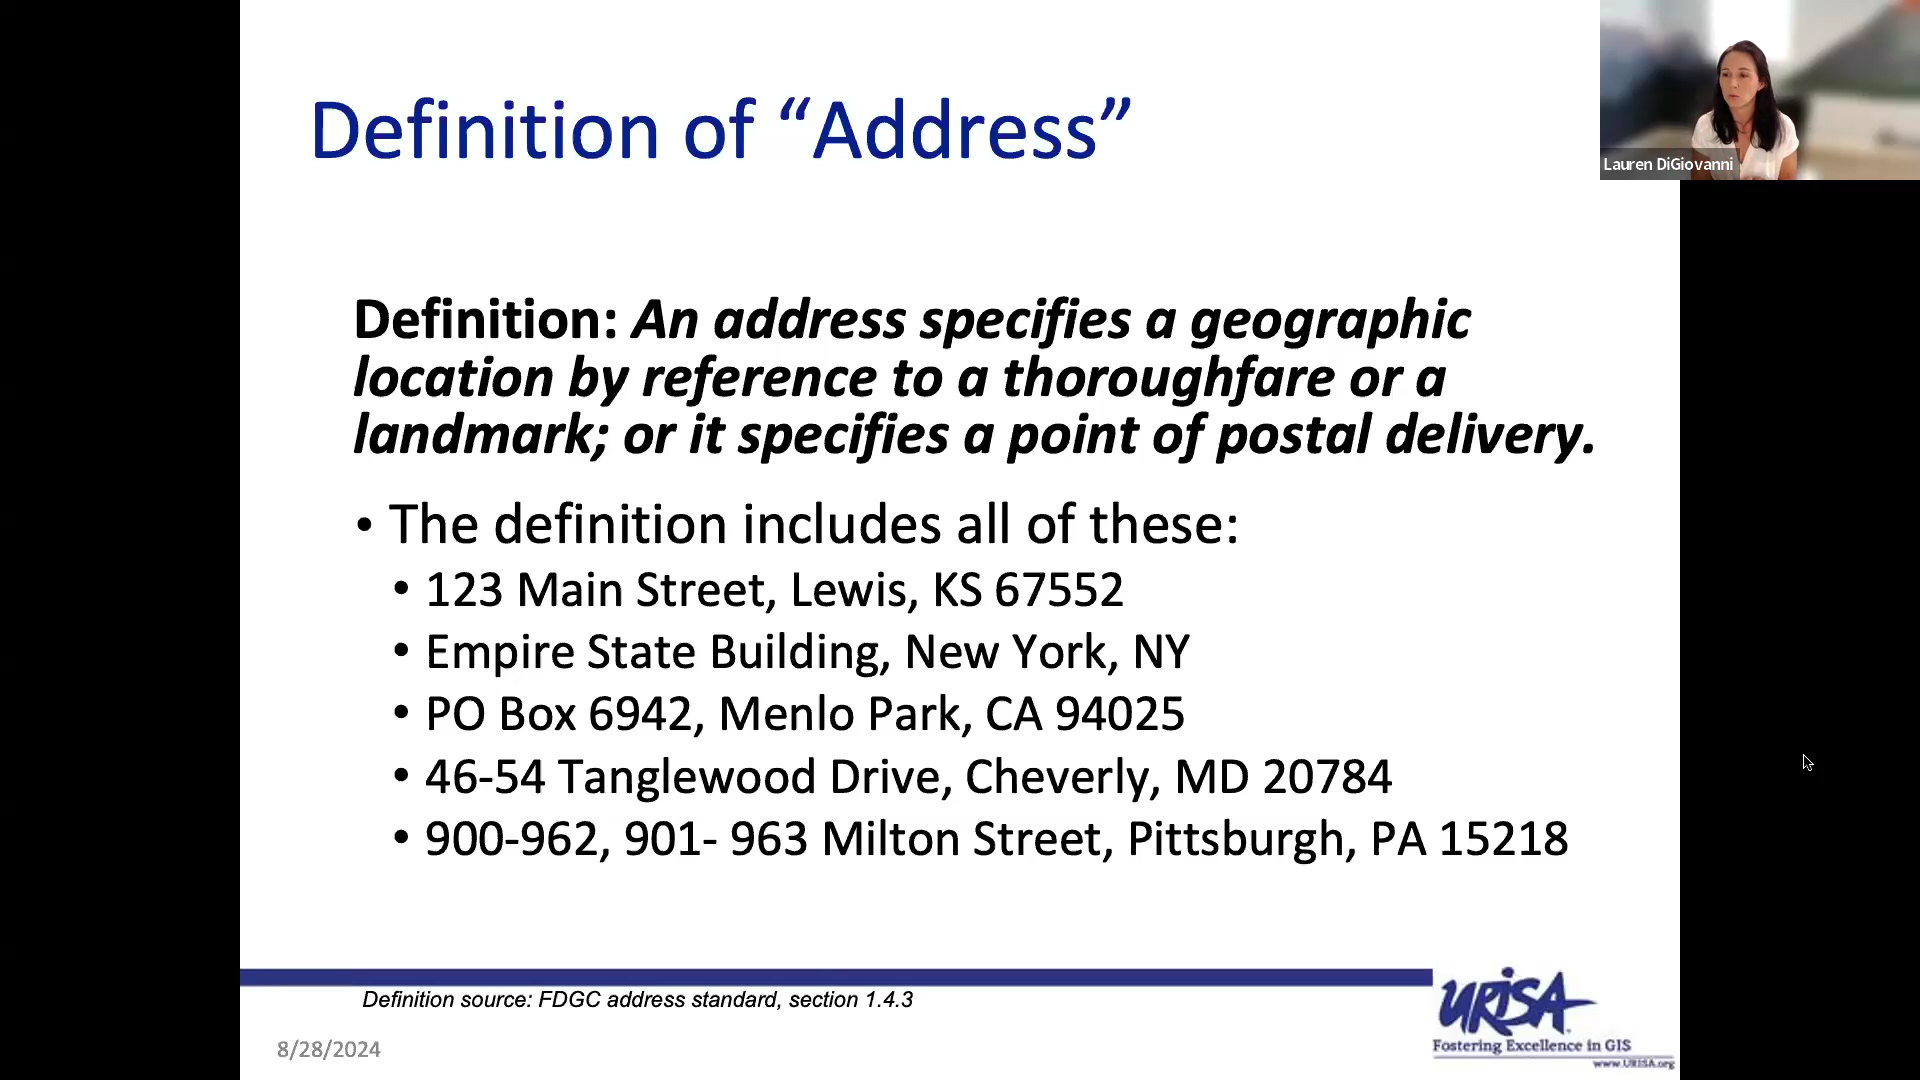 Definition of “Address”
Lauren DiGiovanni
Definition: An address specifies a geographic
location by reference to a thoroughfare or a
landmark; or it specifies a point of postal delivery.
• The definition includes all of these:
• 123 Main Street, Lewis, KS 67552
• Empire State Building, New York, NY
• PO Box 6942, Menlo Park, CA 94025
• 46-54 Tanglewood Drive, Cheverly, MD 20784
• 900-962, 901- 963 Milton Street, Pittsburgh, PA 15218
Definition source: FDGC address standard, section 1.4.3
8/28/2024
URISA
Fostering Excellence in GIS
www.URISA.org